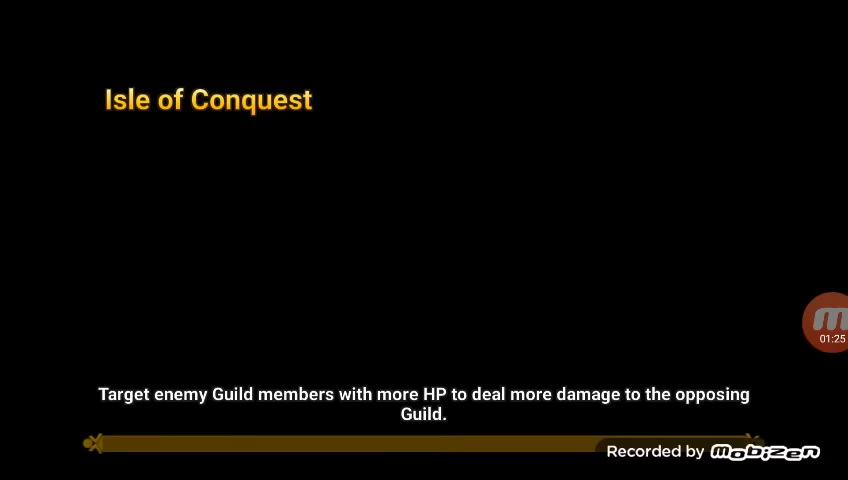 Isle of Conquest
01:25
Target enemy Guild members with more HP to deal more damage to the opposing
Guild.
Recorded by mobizen